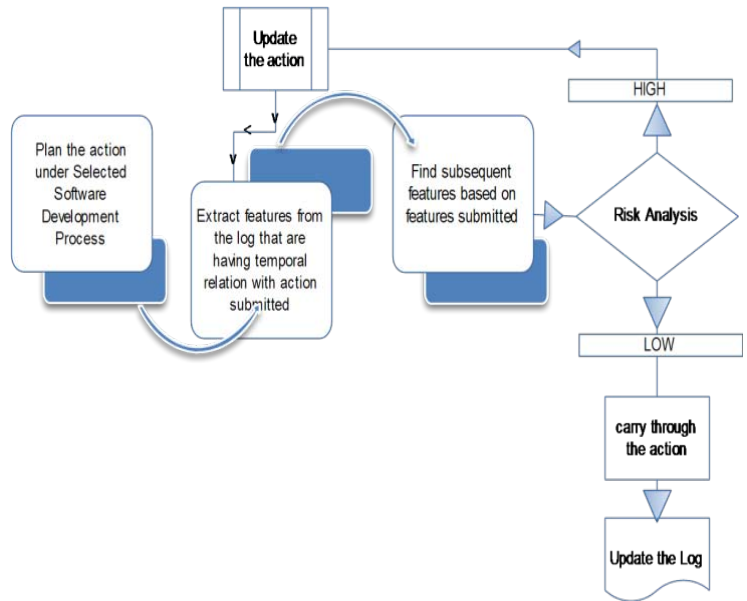 Update
the action
HIGH
Plan the action
under Selected
Software
Development
Process
Extract features from
the log that are
having temporal
relation with action
submitted
Find subsequent
features based on
features submitted
Risk Analysis
LOW
carry through
the action
Update the Log